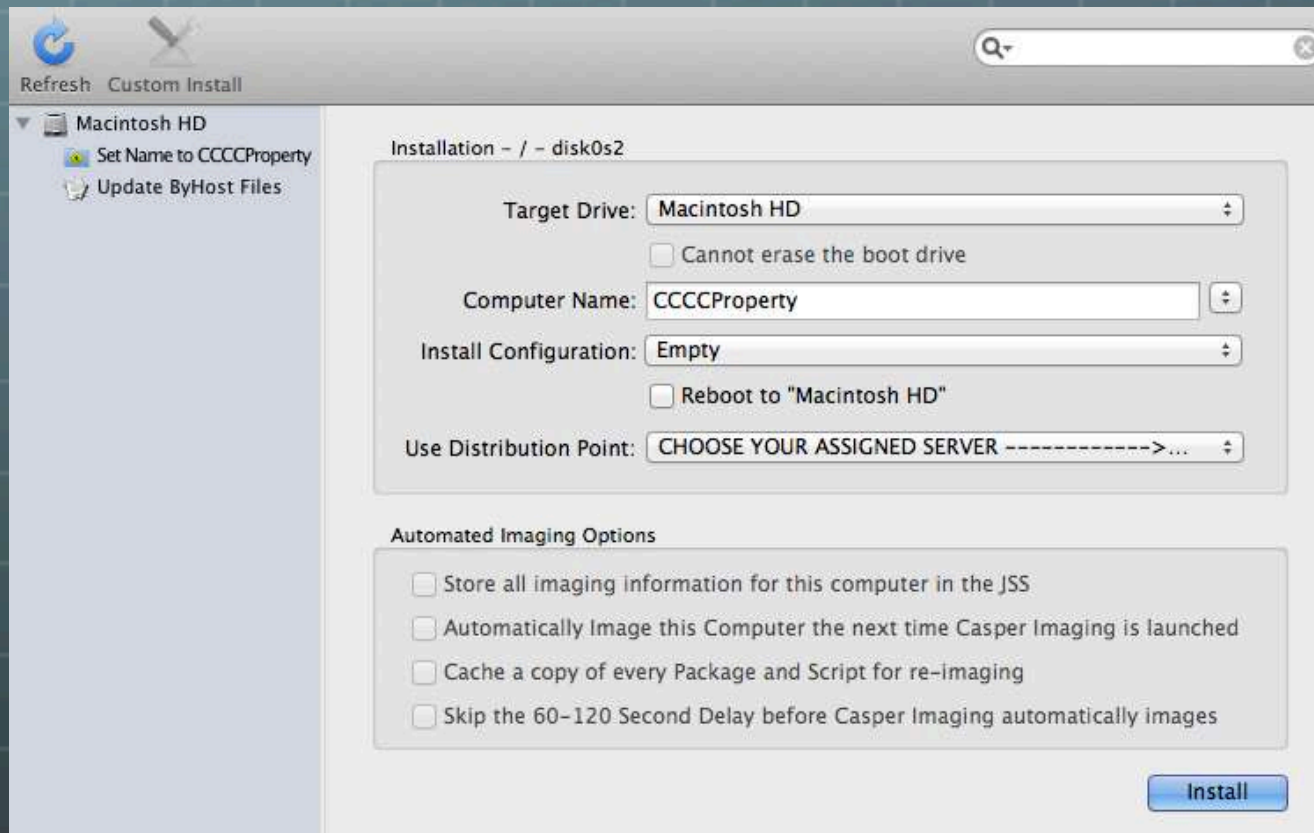 Refresh Custom Install
Macintosh HD
Set Name to CCCCProperty
Update ByHost Files
Installation - / - disk0s2
Target Drive: Macintosh HD
Cannot erase the boot drive
Computer Name: CCCCProperty
Install Configuration: Empty
Reboot to "Macintosh HD"
Use Distribution Point: CHOOSE YOUR ASSIGNED SERVER ------------>...
Automated Imaging Options
Store all imaging information for this computer in the JSS
Automatically Image this Computer the next time Casper Imaging is launched
Cache a copy of every Package and Script for re-imaging
Skip the 60-120 Second Delay before Casper Imaging automatically images
Install